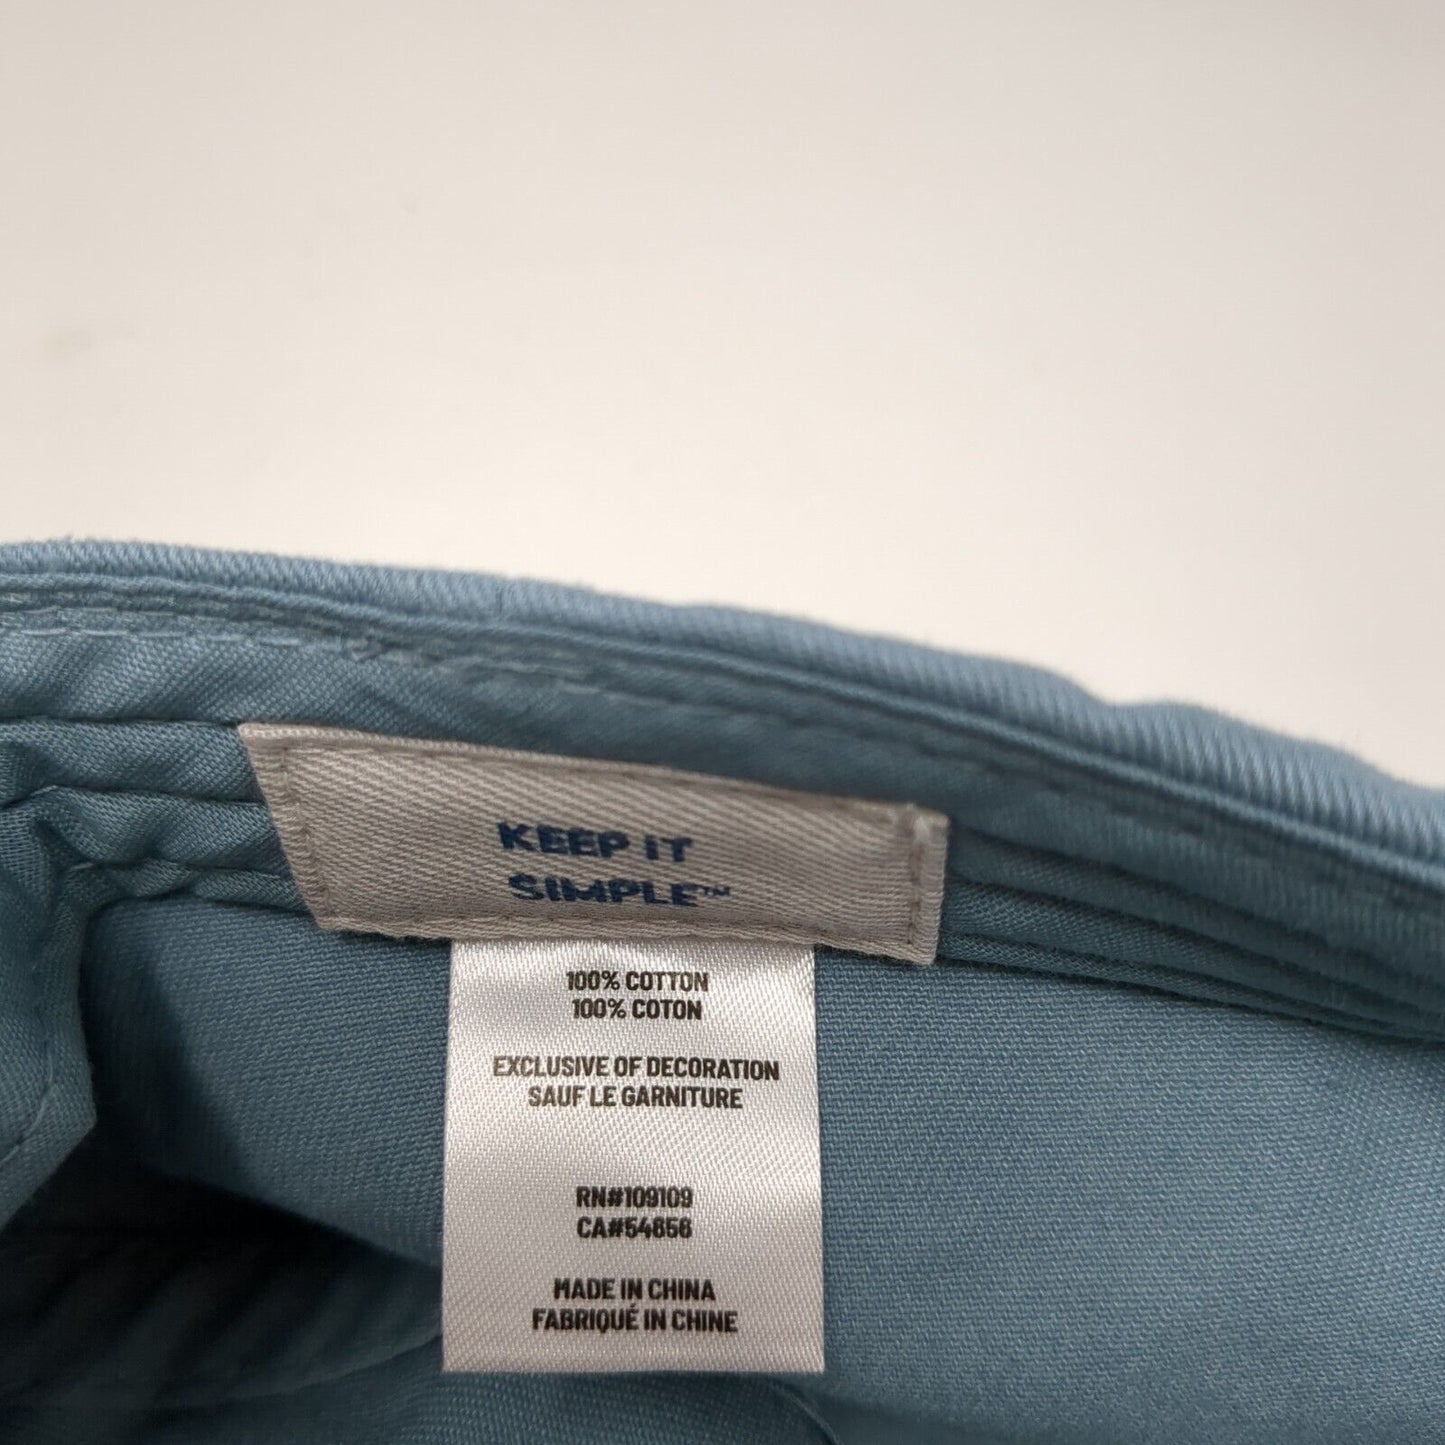 KEEP IT
SIMPLE™
100% COTTON
100% COTON
EXCLUSIVE OF DECORATION
SAUF LE GARNITURE
RN#109109
CA#54858
MADE IN CHINA
FABRIQUÉ IN CHINE